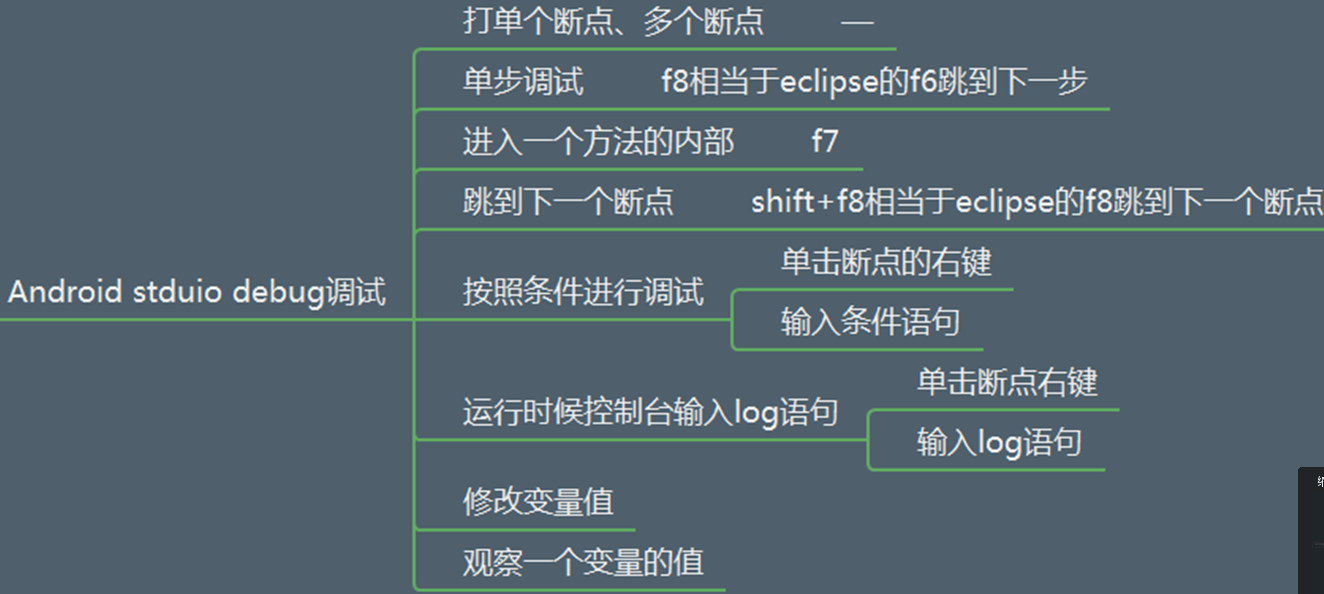 打单个断点、多个断点 —
单步调试 f8相当于eclipse的f6跳到下一步
进入一个方法的内部 f7
跳到下一个断点 shift+f8相当于eclipse的f8跳到下一个断点
Android stduio debug调试
按照条件进行调试
单击断点的右键
输入条件语句
运行时候控制台输入log语句
单击断点右键
输入log语句
修改变量值
观察一个变量的值